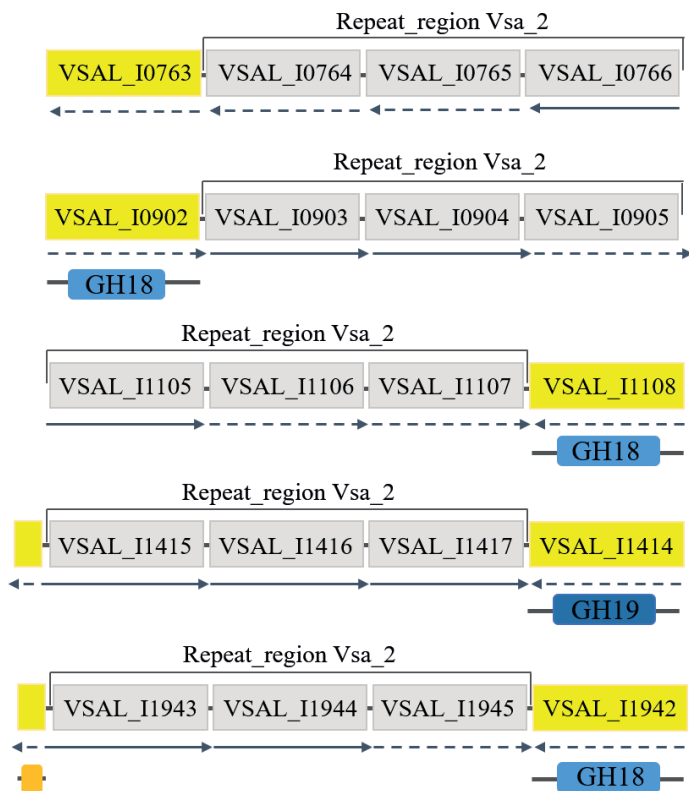 Repeat_region Vsa_2
VSAL_I0763 VSAL_I0764 VSAL_I0765 VSAL_I0766
Repeat_region Vsa_2
VSAL_I0902 VSAL_I0903 VSAL_I0904 VSAL_I0905
GH18
Repeat_region Vsa_2
VSAL_I1105 VSAL_I1106 VSAL_I1107 VSAL_I1108
GH18
Repeat_region Vsa_2
VSAL_I1415 VSAL_I1416 VSAL_I1417 VSAL_I1414
GH19
Repeat_region Vsa_2
VSAL_I1943 VSAL_I1944 VSAL_I1945 VSAL_I1942
GH18